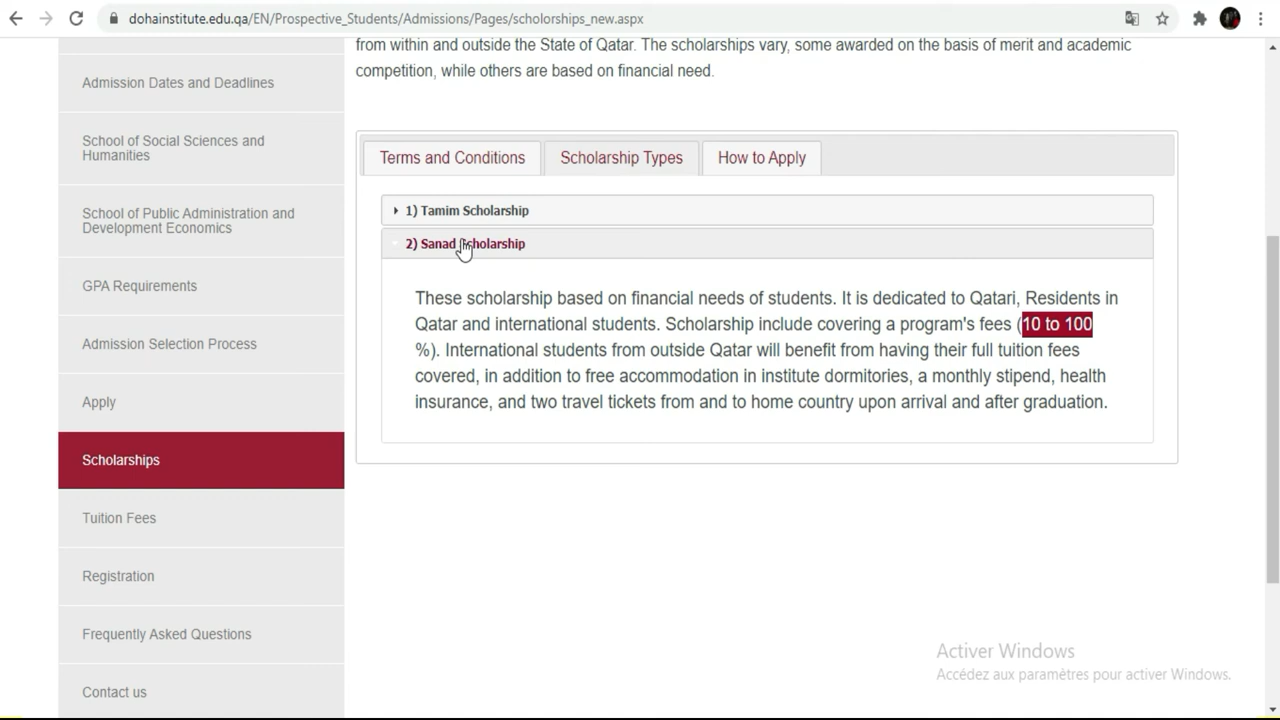 dohainstitute.edu.qa/EN/Prospective_Students/Admissions/Pages/scholorships_new.aspx
from within and outside the State of Qatar. The scholarships vary, some awarded on the basis of merit and academic
competition, while others are based on financial need.
Admission Dates and Deadlines
School of Social Sciences and
Humanities
School of Public Administration and
Development Economics
GPA Requirements
Admission Selection Process
Apply
Scholarships
Tuition Fees
Registration
Frequently Asked Questions
Contact us
Terms and Conditions
Scholarship Types
How to Apply
1) Tamim Scholarship
2) Sanad Scholarship
These scholarship based on financial needs of students. It is dedicated to Qatari, Residents in
Qatar and international students. Scholarship include covering a program's fees (10 to 100
%). International students from outside Qatar will benefit from having their full tuition fees
covered, in addition to free accommodation in institute dormitories, a monthly stipend, health
insurance, and two travel tickets from and to home country upon arrival and after graduation.
Activer Windows
Accédez aux paramètres pour activer Windows.